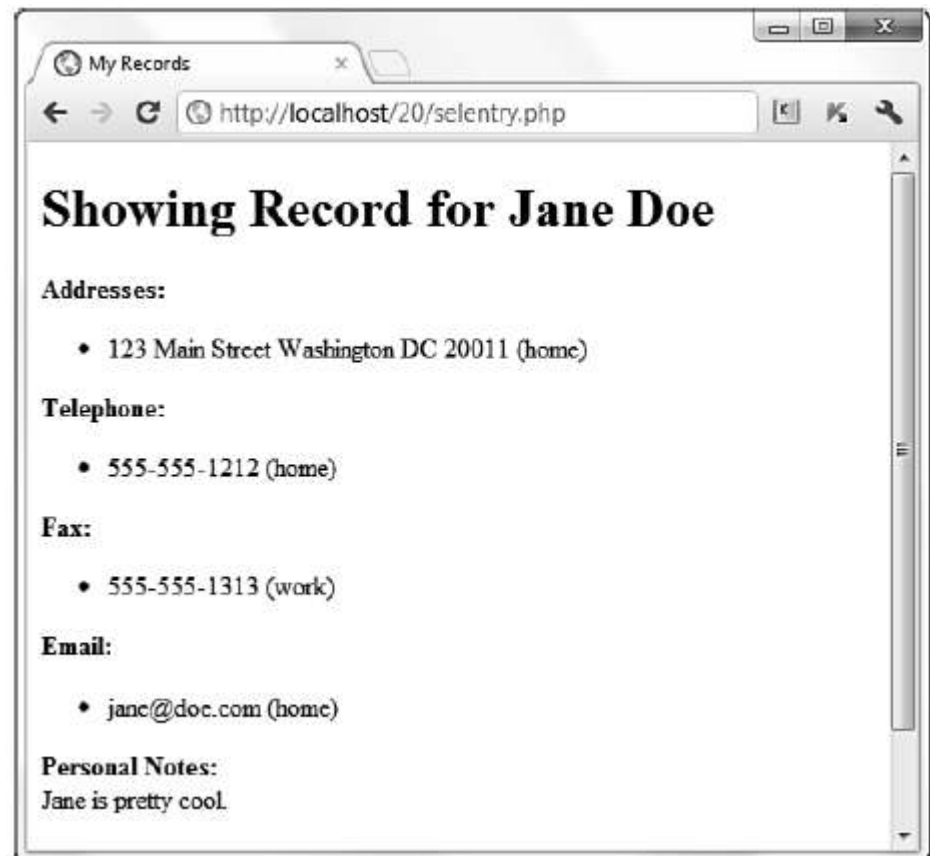 My Records
http://localhost/20/selentry.php
Showing Record for Jane Doe
Addresses:
• 123 Main Street Washington DC 20011 (home)
Telephone:
• 555-555-1212 (home)
Fax:
• 555-555-1313 (work)
Email:
• jane@doe.com (home)
Personal Notes:
Jane is pretty cool.